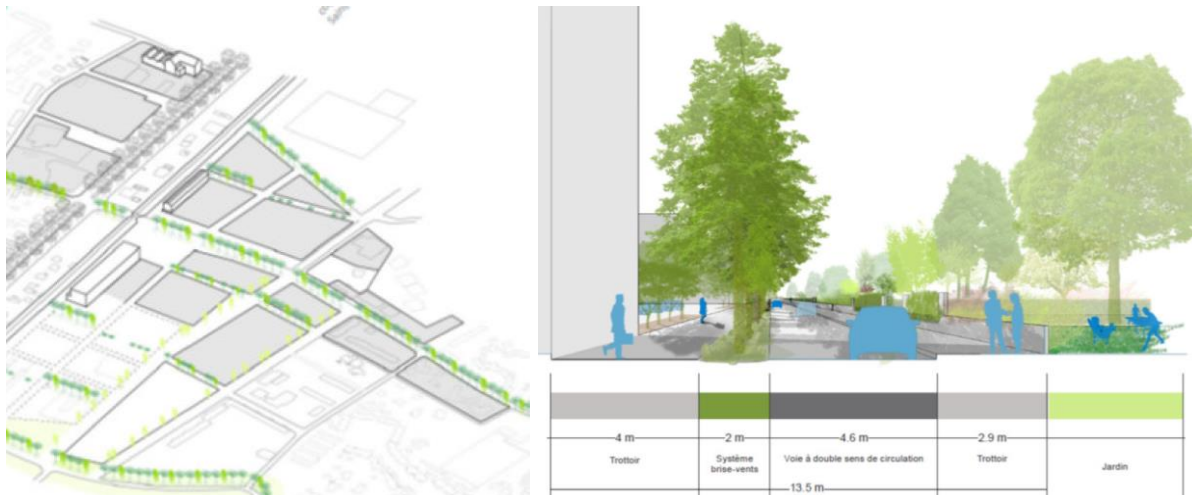 4 m
2 m
4.6 m
2.9 m
Trottoir
Système
brise-vents
Voie à double sens de circulation
Trottoir
Jardin
13.5 m